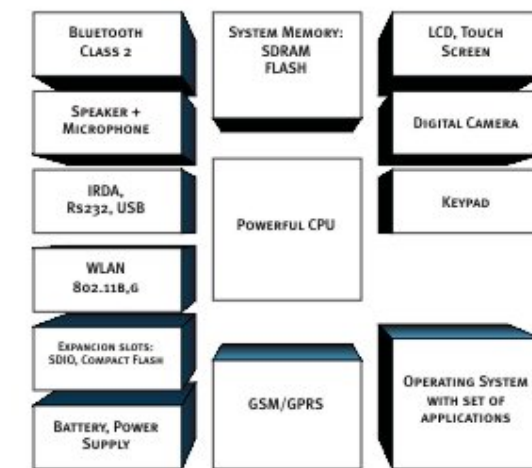 Bluetooth
Class 2
Speaker +
Microphone
IRDA,
Rs232, USB
WLAN
802.11b,g
Expancion slots:
SDIO, Compact Flash
Battery, Power
Supply
System Memory:
SDRAM
FLASH
Powerful CPU
GSM/GPRS
LCD, Touch
Screen
Digital Camera
Keypad
Operating System
with set of
applications